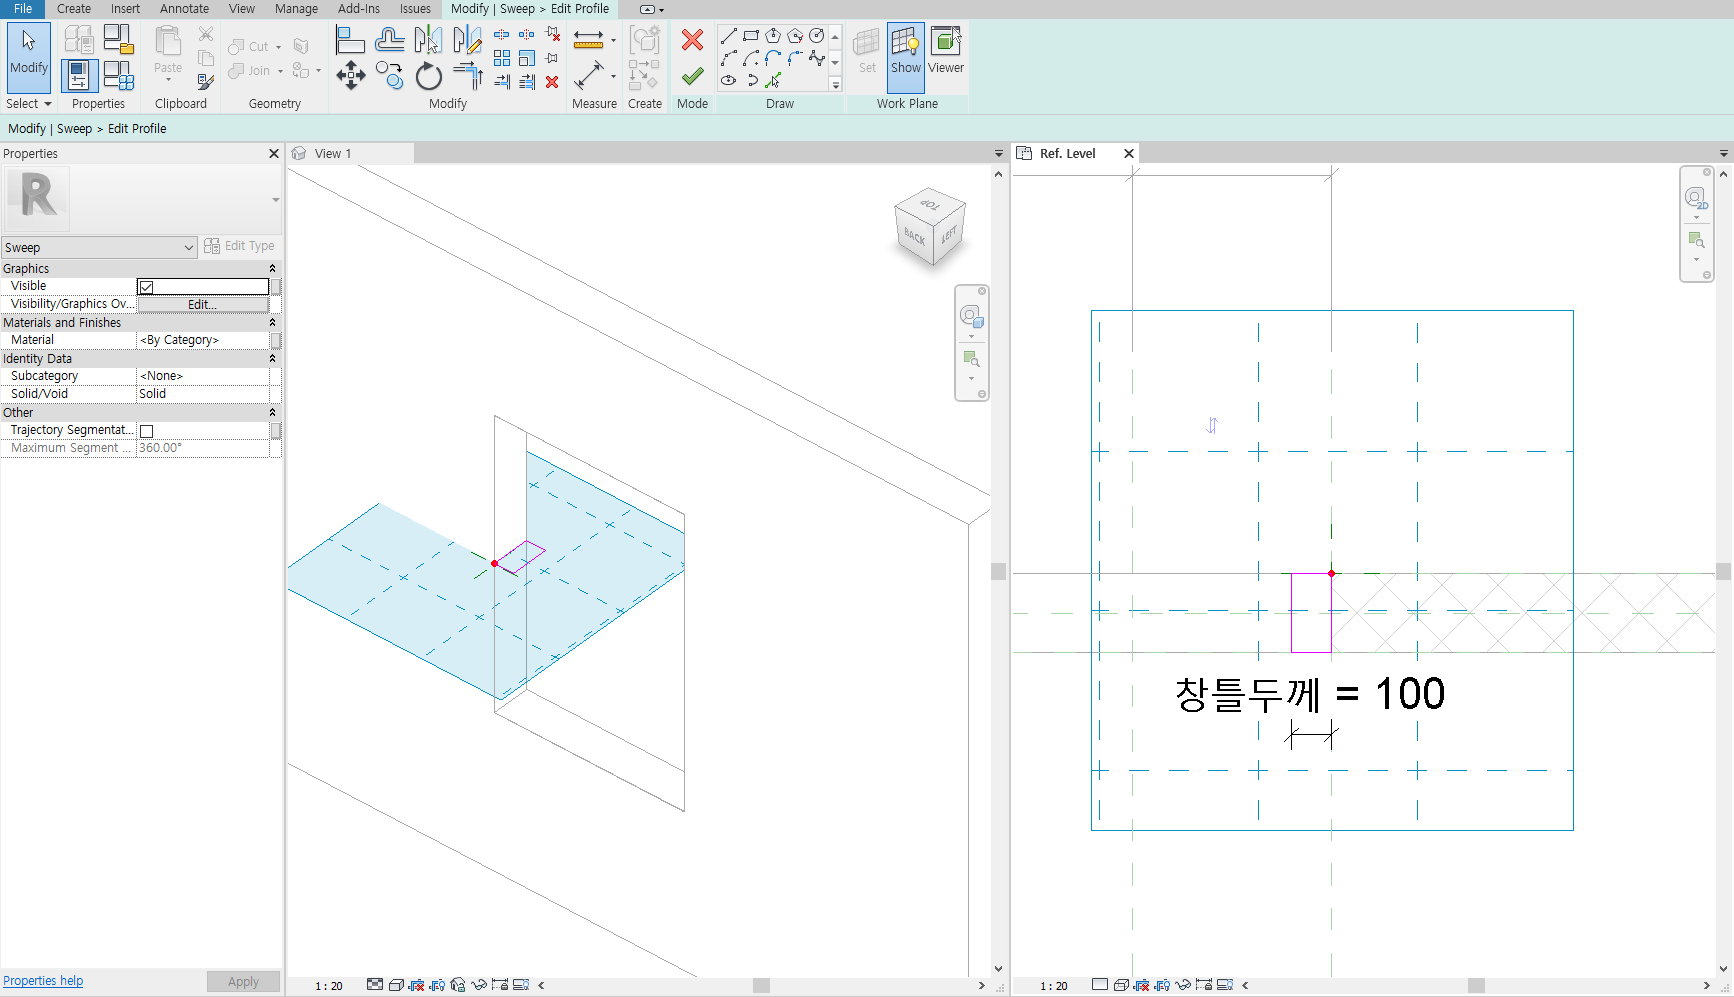 File Create Insert Annotate View Manage Add-Ins Issues Modify | Sweep > Edit Profile
Modify
Paste
Cut
Join
Set Show Viewer
Select Properties Clipboard Geometry Modify Measure Create Mode Draw Work Plane
Modify | Sweep > Edit Profile
Properties
R
Sweep
Edit Type
Graphics
Visible
Visibility/Graphics Ov... Edit...
Materials and Finishes
Material <By Category>
Identity Data
Subcategory <None>
Solid/Void Solid
Other
Trajectory Segmentat...
Maximum Segment ... 360.00°
Properties help
Apply
View 1
TOP
BACK
LEFT
1 : 20
Ref. Level
2D
창틀두께 = 100
1 : 20